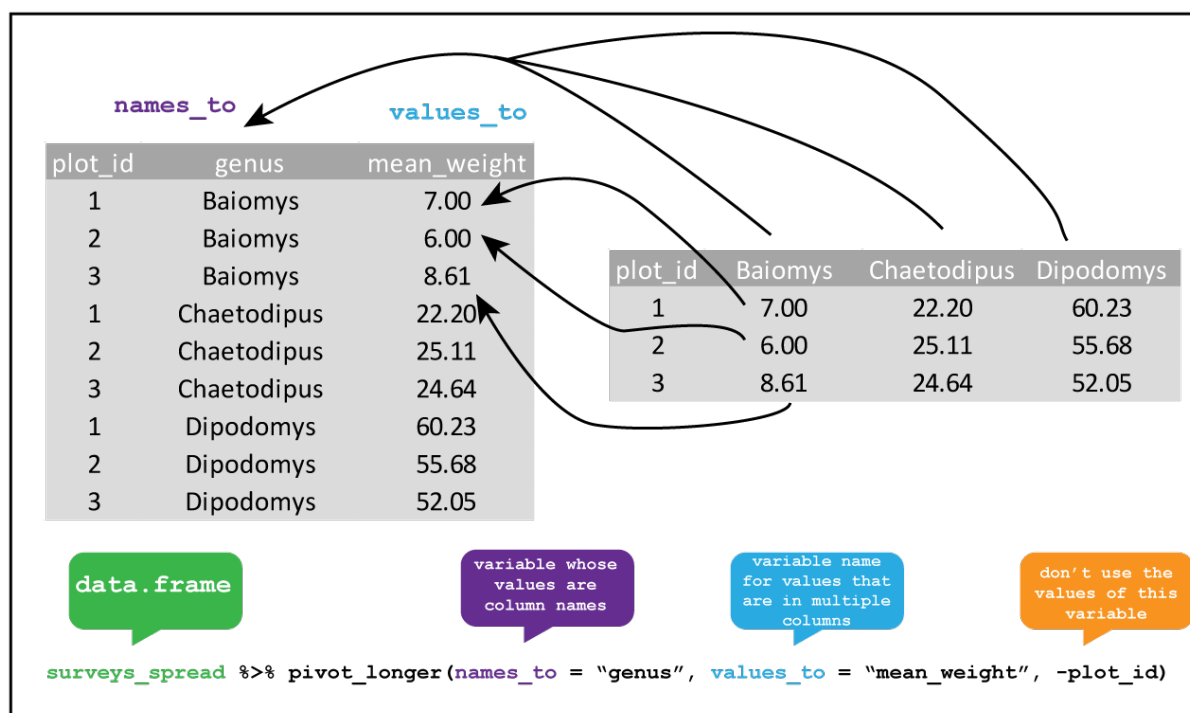 names_to
values_to
plot_id genus mean_weight
1 Baiomys 7.00
2 Baiomys 6.00
3 Baiomys 8.61
1 Chaetodipus 22.20
2 Chaetodipus 25.11
3 Chaetodipus 24.64
1 Dipodomys 60.23
2 Dipodomys 55.68
3 Dipodomys 52.05
plot_id Baiomys Chaetodipus Dipodomys
1 7.00 22.20 60.23
2 6.00 25.11 55.68
3 8.61 24.64 52.05
data.frame
variable whose
values are
column names
variable name
for values that
are in multiple
columns
don’t use the
values of this
variable
surveys_spread %>% pivot_longer(names_to = “genus”, values_to = “mean_weight”, -plot_id)